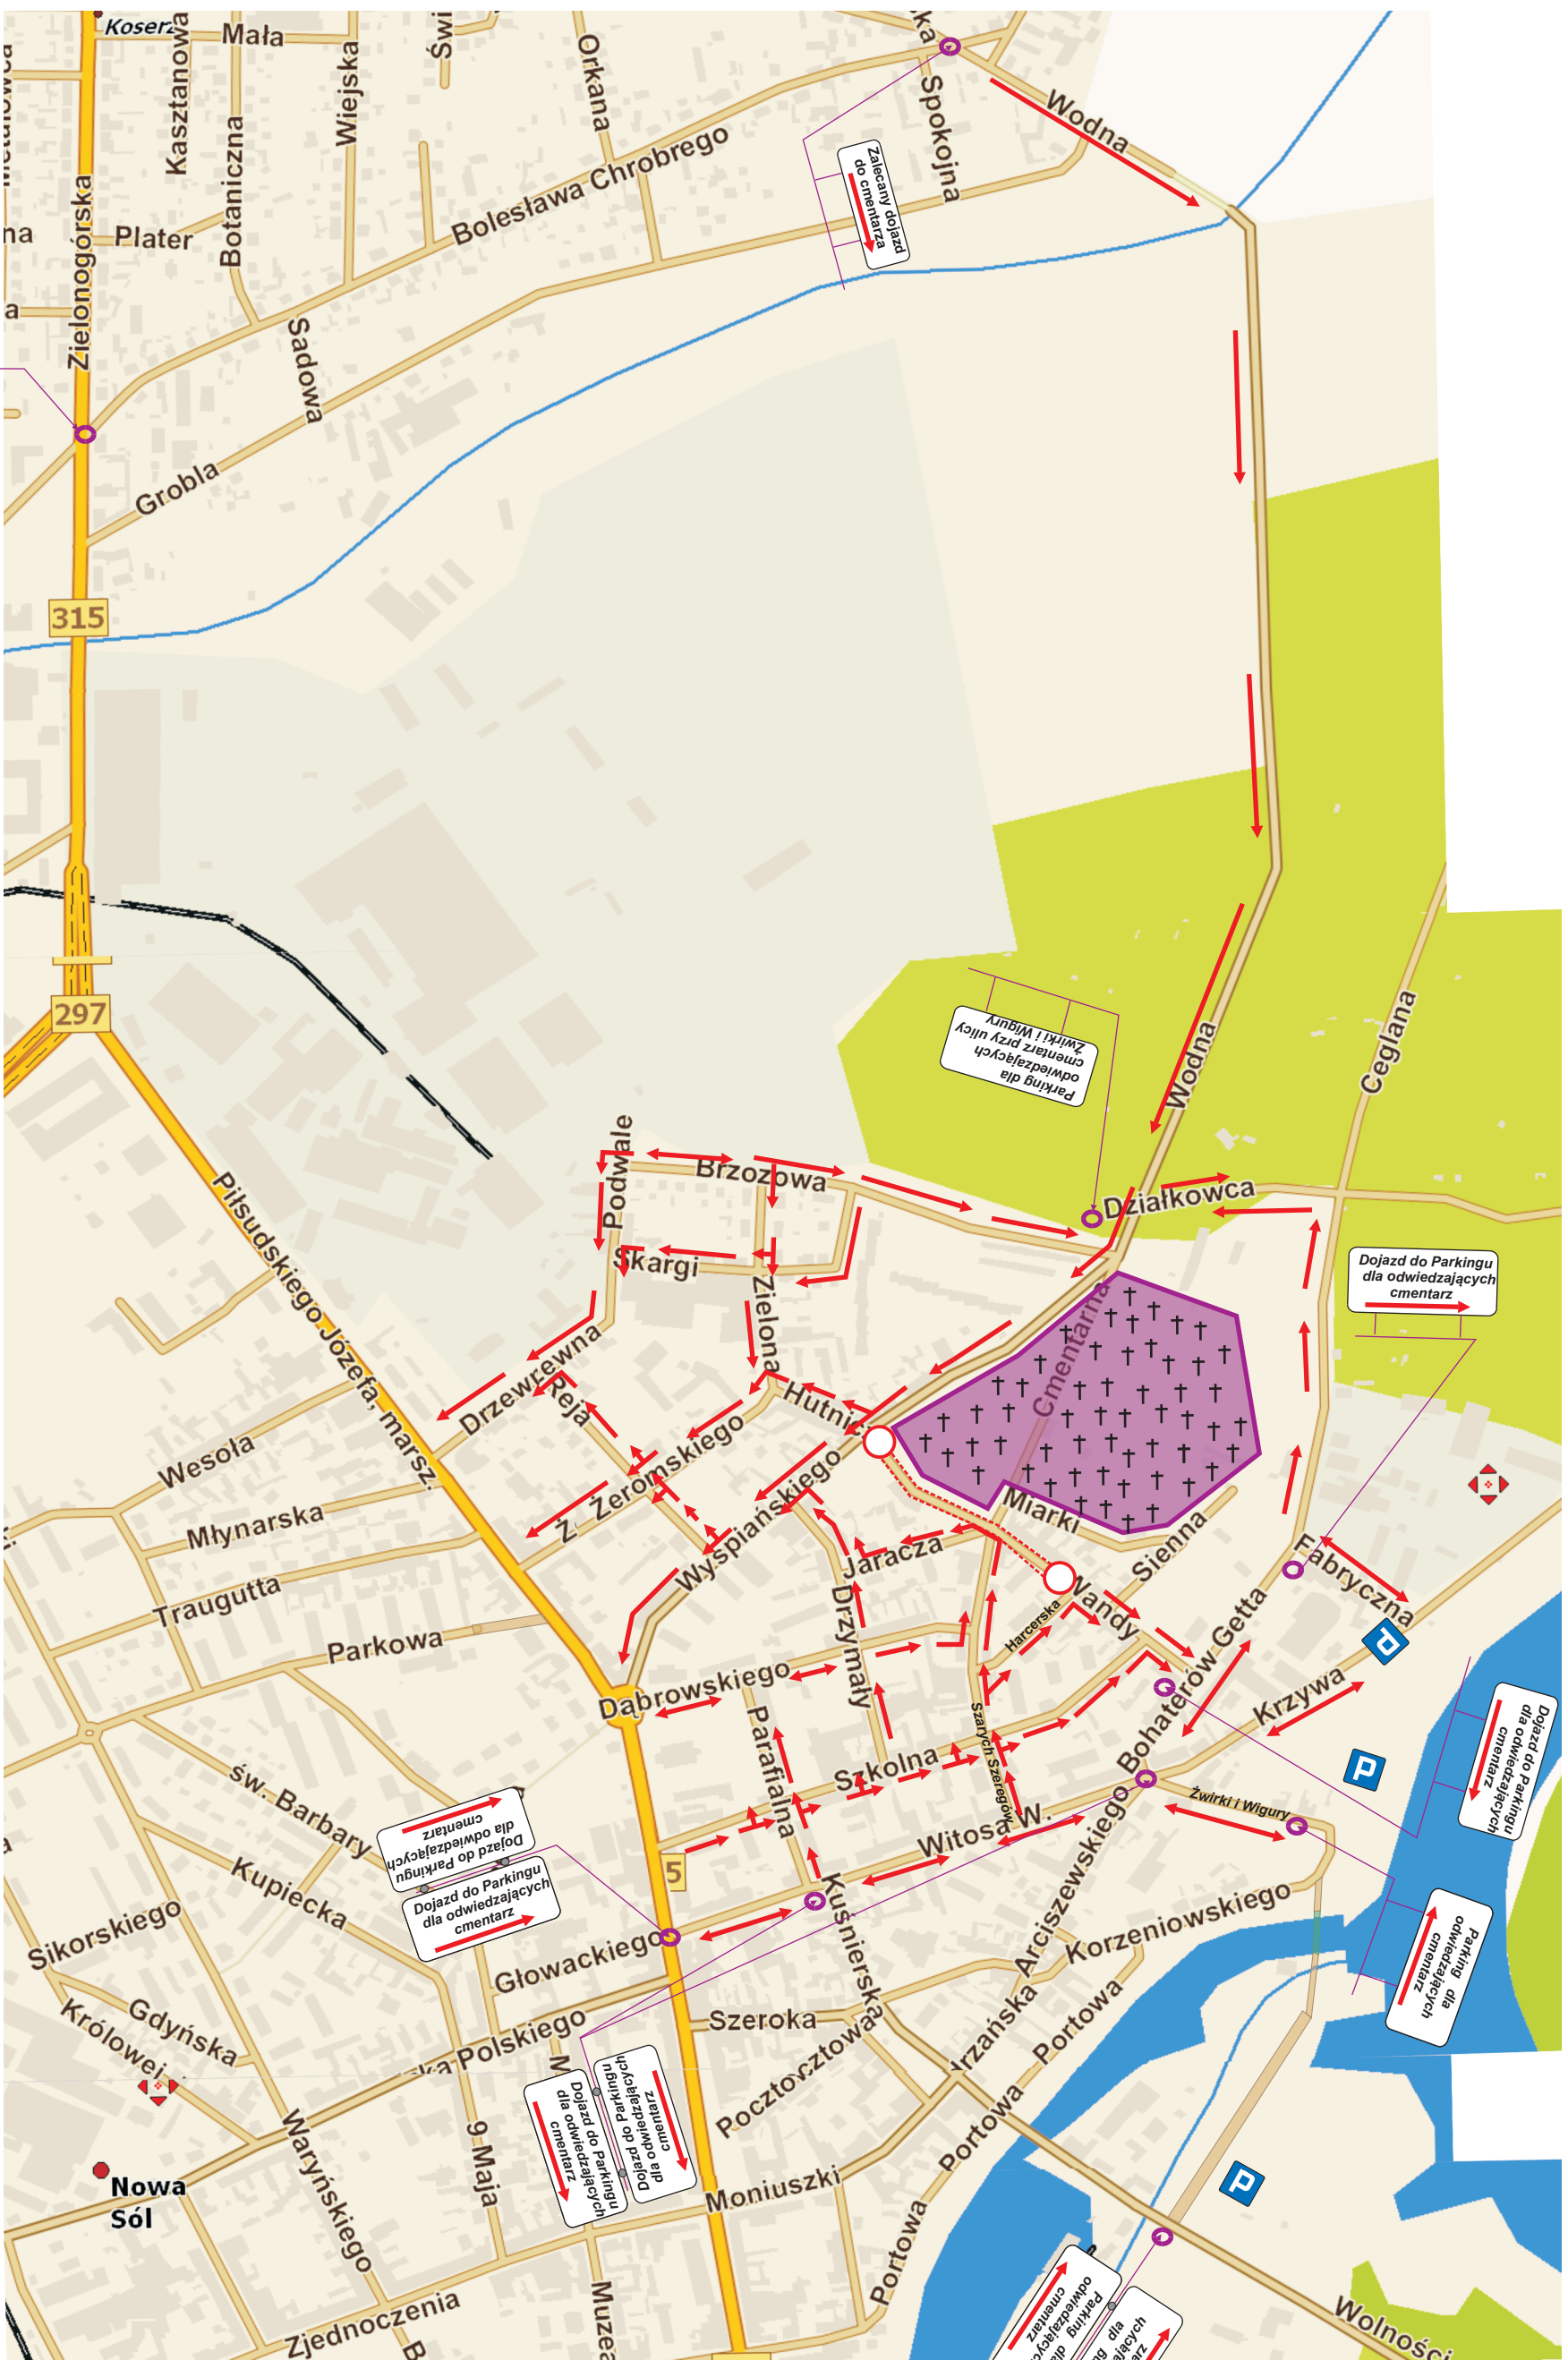 Mała
Kasztanowa
Wiejska
Orkana
Spokojna
Wodna
Zielonogórska
Plater
Botaniczna
Bolesława Chrobrego
Zalecany dojazd
do cmentarza
Sadowa
Grobla
315
297
Wodna
Ceglana
Parking dla
odwiedzających
cmentarz przy ulicy
Żwirki i Wigury
Podwale
Brzozowa
Działkowca
Skargi
Zielona
Dojazd do Parkingu
dla odwiedzających
cmentarz
Piłsudskiego Józefa, marsz.
Drzewrewna
Reja
Hutnic
Cmentarna
Wesoła
Żeromskiego
Wyspiańskiego
Młynarska
Miarki
Sienna
Jaracza
Fabryczna
Traugutta
Parkowa
Drzymały
Harcerska
Wandy
Bohaterów Getta
Dąbrowskiego
Krzywa
P
Parafialna
Szarych Szeregów
Szkolna
P
Dojazd do Parkingu
dla odwiedzających
cmentarz
św. Barbary
Żwirki i Wigury
Witosa W.
Dojazd do Parkingu
dla odwiedzających
cmentarz
5
Kupiecka
Dojazd do Parkingu
dla odwiedzających
cmentarz
Kuśnierska
Arciszewskiego
Korzeniowskiego
Parking dla
odwiedzających
cmentarz
Sikorskiego
Głowackiego
Gdyńska
Królowej
Szeroka
ka Polskiego
Pocztowa
Portowa
Dojazd do Parkingu
dla odwiedzających
cmentarz
Dojazd do Parkingu
dla odwiedzających
cmentarz
Nowa
Sól
Waryńskiego
9 Maja
Moniuszki
Portowa
P
Portowa
Zjednoczenia